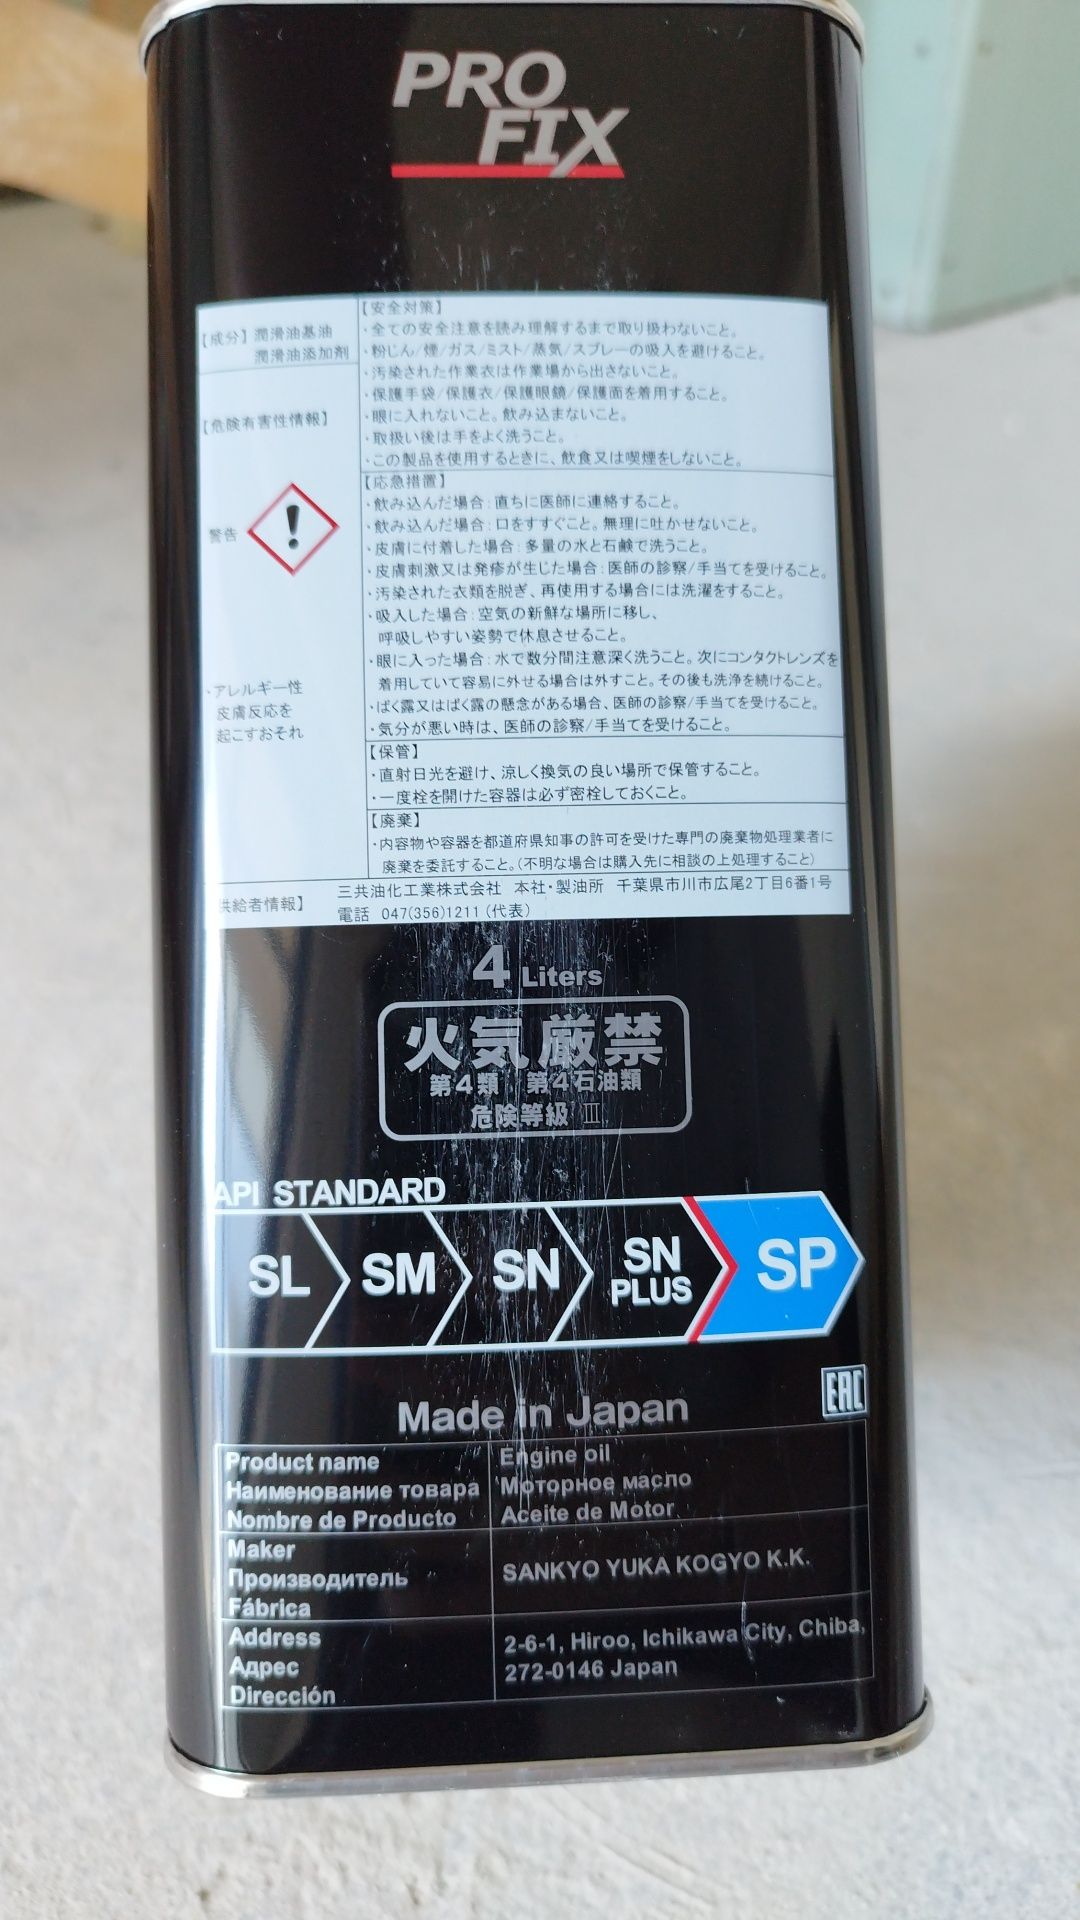 PRO
FIX
【成分】潤滑油基油
潤滑油添加剤
【危険有害性情報】
警告
・アレルギー性
皮膚反応を
起こすおそれ
【安全対策】
・全ての安全注意を読み理解するまで取り扱わないこと。
・粉じん/煙/ガス/ミスト/蒸気/スプレーの吸入を避けること。
・汚染された作業衣は作業場から出さないこと。
・保護手袋/保護衣/保護眼鏡/保護面を着用すること。
・眼に入れないこと。飲み込まないこと。
・取扱い後は手をよく洗うこと。
・この製品を使用するときに、飲食又は喫煙をしないこと。
【応急措置】
・飲み込んだ場合：直ちに医師に連絡すること。
・飲み込んだ場合：口をすすぐこと。無理に吐かせないこと。
・皮膚に付着した場合：多量の水と石鹸で洗うこと。
・皮膚刺激又は発疹が生じた場合：医師の診察/手当てを受けること。
・汚染された衣類を脱ぎ、再使用する場合には洗濯をすること。
・吸入した場合：空気の新鮮な場所に移し、
呼吸しやすい姿勢で休息させること。
・眼に入った場合：水で数分間注意深く洗うこと。次にコンタクトレンズを
着用していて容易に外せる場合は外すこと。その後も洗浄を続けること。
・ばく露又はばく露の懸念がある場合、医師の診察/手当てを受けること。
・気分が悪い時は、医師の診察/手当てを受けること。
【保管】
・直射日光を避け、涼しく換気の良い場所で保管すること。
・一度栓を開けた容器は必ず密栓しておくこと。
【廃棄】
・内容物や容器を都道府県知事の許可を受けた専門の廃棄物処理業者に
廃棄を委託すること。(不明な場合は購入先に相談の上処理すること)
供給者情報】
三共油化工業株式会社 本社・製油所 千葉県市川市広尾2丁目6番1号
電話 047(356)1211(代表)
4 Liters
火気厳禁
第4類 第4石油類
危険等級 Ⅲ
API STANDARD
SL SM SN SN PLUS SP
EAC
Made in Japan
Product name
Наименование товара
Nombre de Producto
Engine oil
Моторное масло
Aceite de Motor
Maker
Производитель
Fábrica
SANKYO YUKA KOGYO K.K.
Address
Адрес
Dirección
2-6-1, Hiroo, Ichikawa City, Chiba,
272-0146 Japan